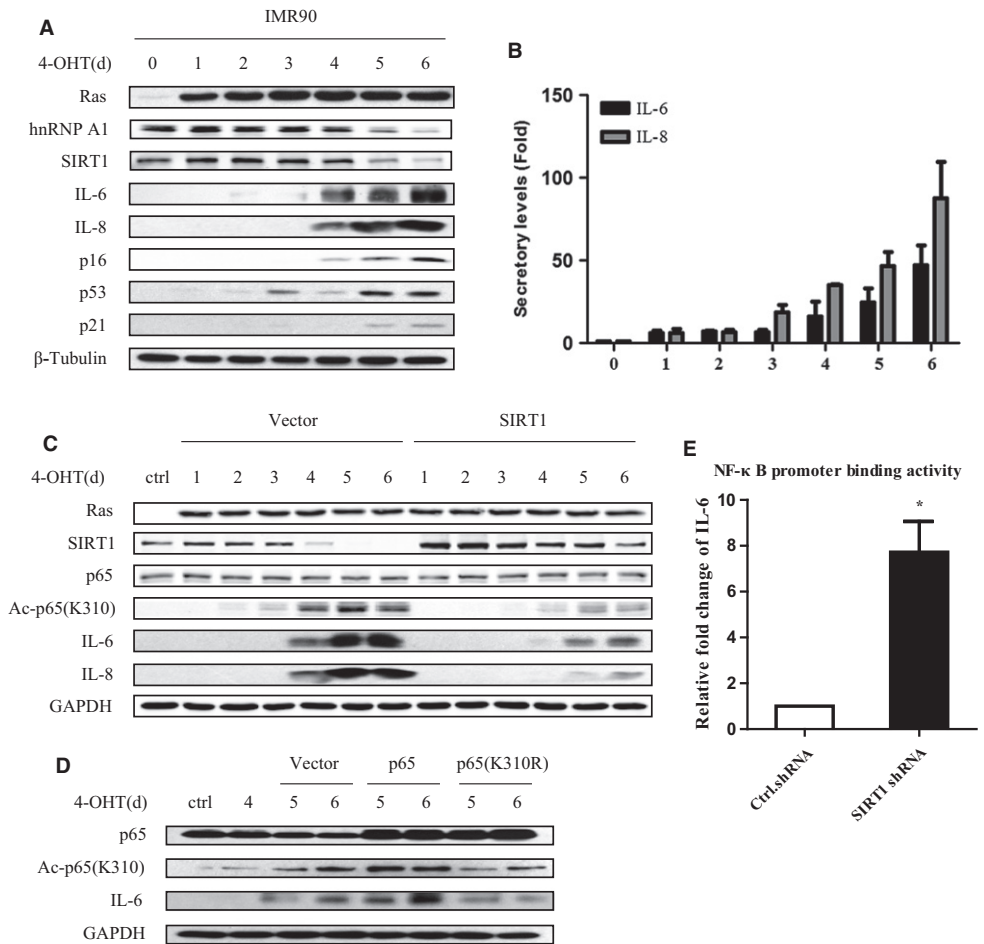 A
IMR90
4-OHT(d) 0 1 2 3 4 5 6
Ras
hnRNP A1
SIRT1
IL-6
IL-8
p16
p53
p21
β-Tubulin
B
Secretory levels (Fold)
150
100
50
0
IL-6
IL-8
0 1 2 3 4 5 6
C
Vector SIRT1
4-OHT(d) ctrl 1 2 3 4 5 6 1 2 3 4 5 6
Ras
SIRT1
p65
Ac-p65(K310)
IL-6
IL-8
GAPDH
D
Vector p65 p65(K310R)
4-OHT(d) ctrl 4 5 6 5 6 5 6
p65
Ac-p65(K310)
IL-6
GAPDH
E
NF-κ B promoter binding activity
Relative fold change of IL-6
10
8
6
4
2
0
*
Ctrl.shRNA
SIRT1 shRNA